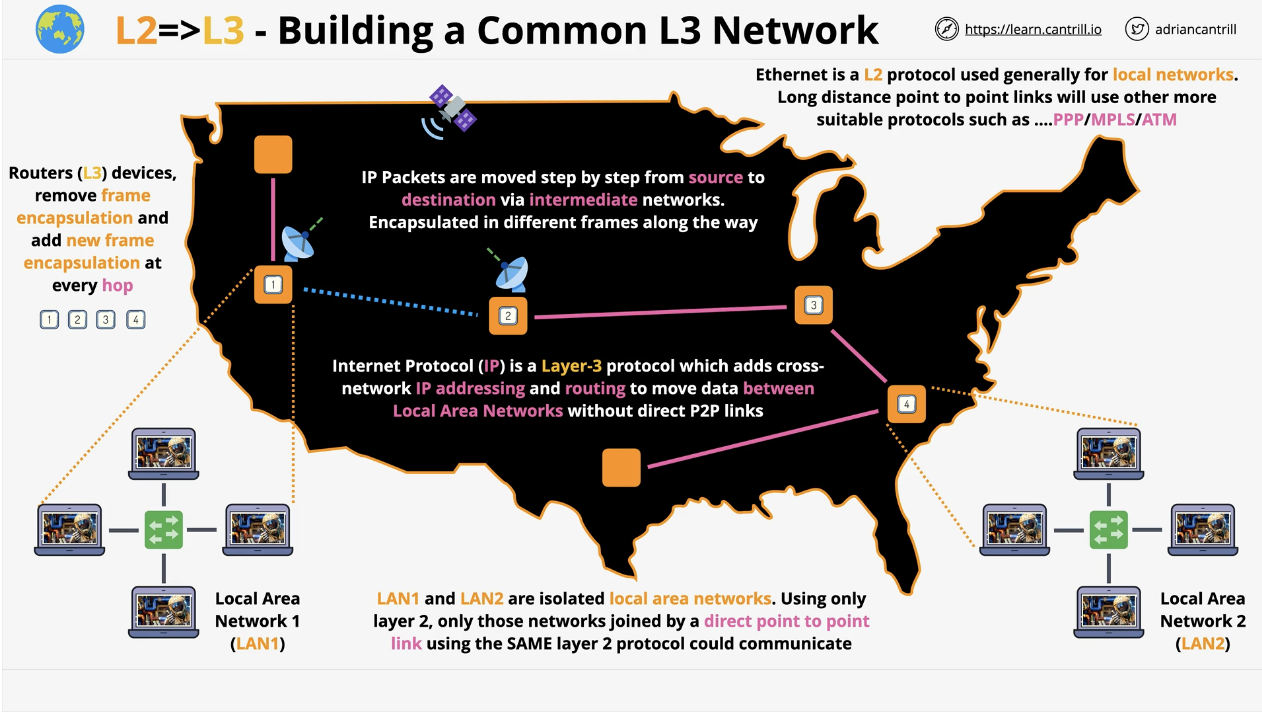 L2=>L3 - Building a Common L3 Network
https://learn.cantrill.io
adriancantrill
Ethernet is a L2 protocol used generally for local networks.
Long distance point to point links will use other more
suitable protocols such as ....PPP/MPLS/ATM
Routers (L3) devices,
remove frame
encapsulation and
add new frame
encapsulation at
every hop
1 2 3 4
IP Packets are moved step by step from source to
destination via intermediate networks.
Encapsulated in different frames along the way
1
2
3
Internet Protocol (IP) is a Layer-3 protocol which adds cross-
network IP addressing and routing to move data between
Local Area Networks without direct P2P links
4
Local Area
Network 1
(LAN1)
LAN1 and LAN2 are isolated local area networks. Using only
layer 2, only those networks joined by a direct point to point
link using the SAME layer 2 protocol could communicate
Local Area
Network 2
(LAN2)